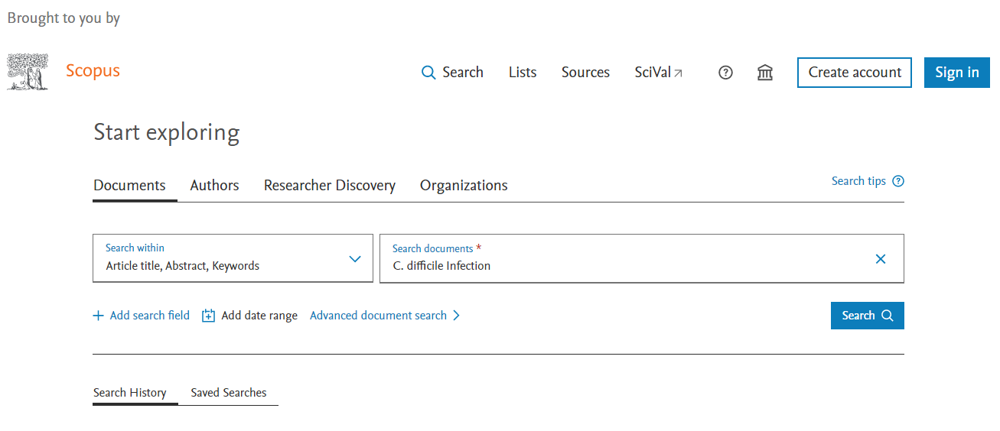 Brought to you by
Scopus
Search Lists Sources SciVal Create account Sign in
Start exploring
Documents Authors Researcher Discovery Organizations
Search tips
Search within
Article title, Abstract, Keywords
Search documents *
C. difficile Infection
Add search field Add date range Advanced document search
Search
Search History Saved Searches